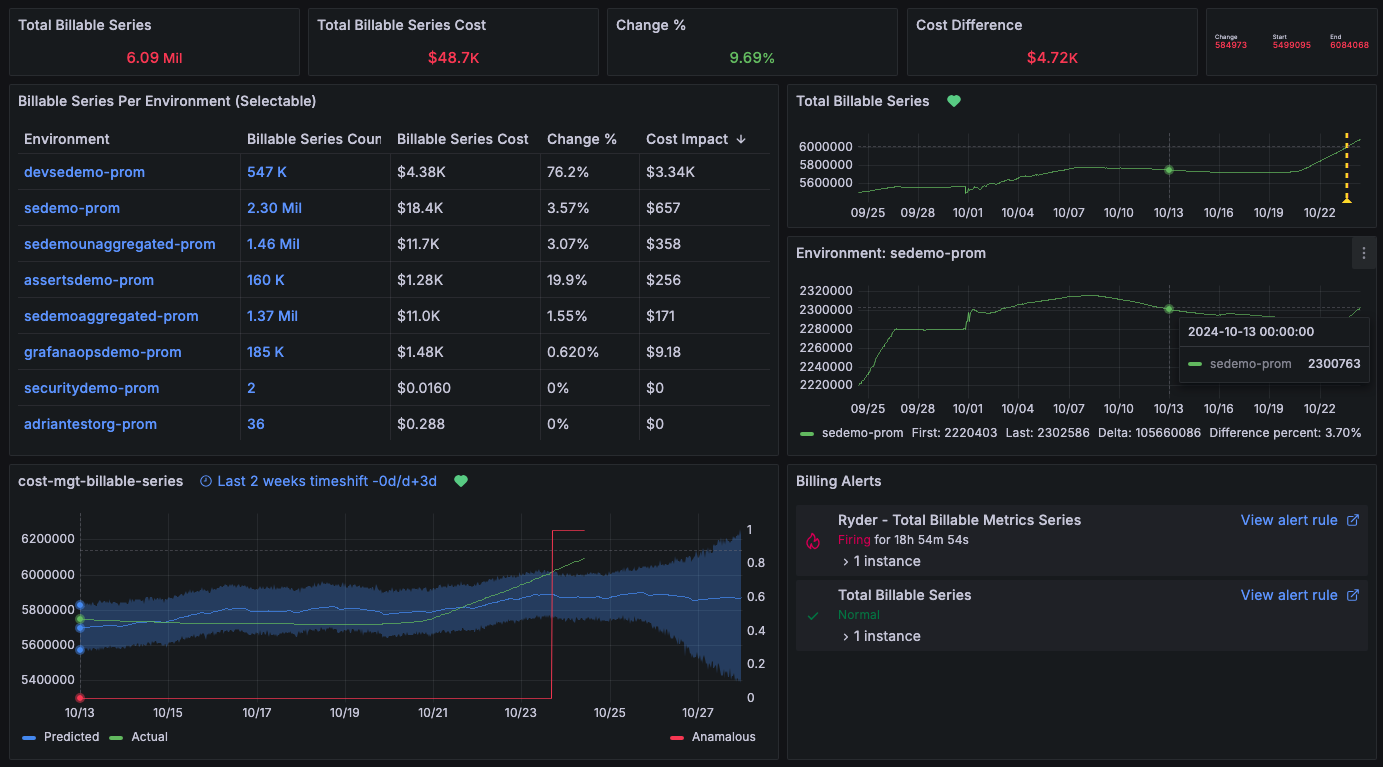 Total Billable Series
6.09 Mil
Total Billable Series Cost
$48.7K
Change %
9.69%
Cost Difference
$4.72K
Change Start End
584973 5499095 6084068
Billable Series Per Environment (Selectable)
Environment Billable Series Coun Billable Series Cost Change % Cost Impact
devsedemo-prom 547 K $4.38K 76.2% $3.34K
sedemo-prom 2.30 Mil $18.4K 3.57% $657
sedemounaggregated-prom 1.46 Mil $11.7K 3.07% $358
assertsdemo-prom 160 K $1.28K 19.9% $256
sedemoaggregated-prom 1.37 Mil $11.0K 1.55% $171
grafanaopsdemo-prom 185 K $1.48K 0.620% $9.18
securitydemo-prom 2 $0.0160 0% $0
adriantestorg-prom 36 $0.288 0% $0
Total Billable Series
6000000
5800000
5600000
09/25 09/28 10/01 10/04 10/07 10/13 10/16 10/19 10/22
Environment: sedemo-prom
2320000
2300000
2280000
2260000
2240000
2220000
09/25 09/28 10/01 10/04 10/07 10/13 10/16 10/19 10/22
2024-10-13 00:00:00
sedemo-prom 2300763
sedemo-prom First: 2220403 Last: 2302586 Delta: 105660086 Difference percent: 3.70%
cost-mgt-billable-series Last 2 weeks timeshift -0d/d+3d
6200000
6000000
5800000
5600000
5400000
1
0.8
0.6
0.4
0.2
0
10/13 10/15 10/17 10/19 10/21 10/23 10/25 10/27
Predicted Actual Anamalous
Billing Alerts
Ryder - Total Billable Metrics Series View alert rule
Firing for 18h 54m 54s
1 instance
Total Billable Series View alert rule
Normal
1 instance